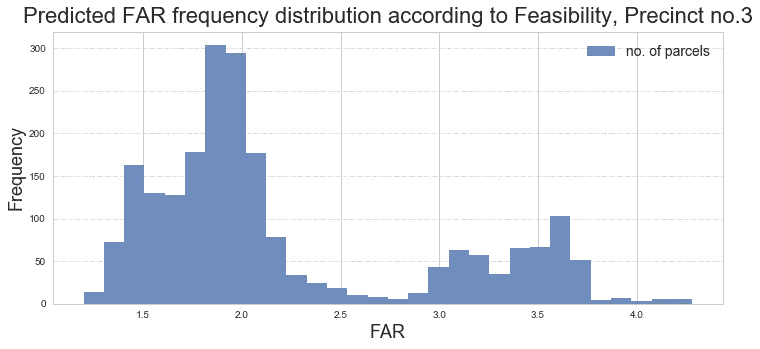 Predicted FAR frequency distribution according to Feasibility, Precinct no.3
no. of parcels
Frequency
300
250
200
150
100
50
0
1.5 2.0 2.5 3.0 3.5 4.0
FAR